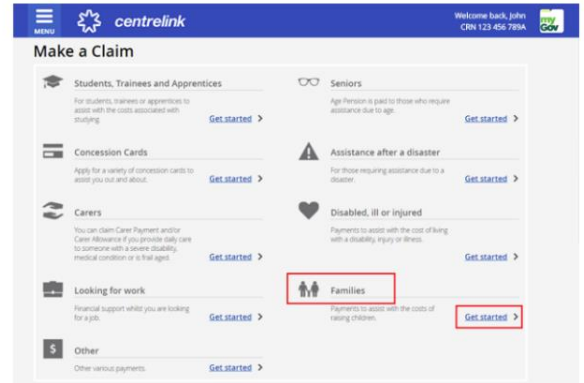 MENU
centrelink
Welcome back, John
CRN 123 456 789A
my
Gov
Make a Claim
Students, Trainees and Apprentices
For students, trainees or apprentices to
assist with the costs associated with
studying.
Get started
Seniors
Age Pension is paid to those who require
assistance due to age.
Get started
Concession Cards
Apply for a variety of concession cards to
assist you out and about.
Get started
Assistance after a disaster
For those requiring assistance due to a
disaster.
Get started
Carers
You can claim Carer Payment and/or
Carer Allowance if you provide daily care
to someone with a severe disability,
medical condition or is frail aged.
Get started
Disabled, ill or injured
Payments to assist with the cost of living
with a disability, injury or illness.
Get started
Looking for work
Financial support whilst you are looking
for a job.
Get started
Families
Payments to assist with the costs of
raising children.
Get started
$
Other
Other various payments.
Get started